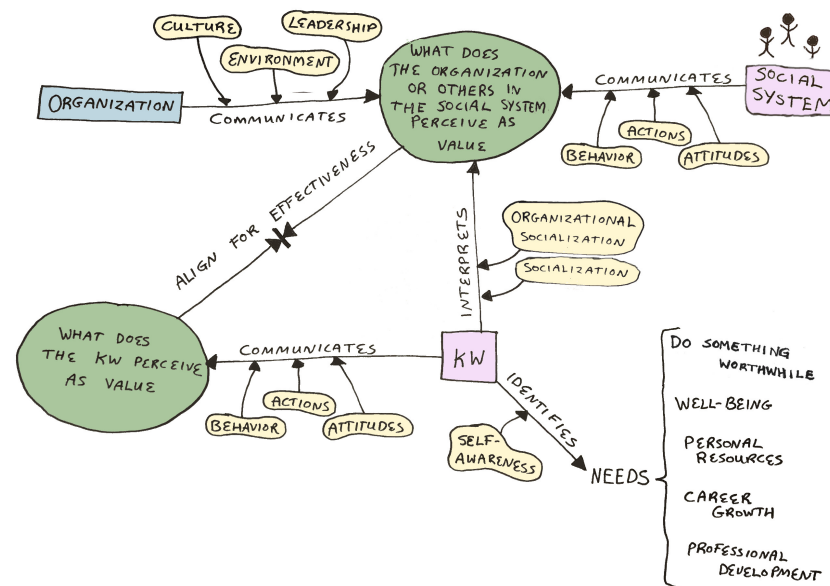 CULTURE
LEADERSHIP
ENVIRONMENT
ORGANIZATION
COMMUNICATES
WHAT DOES
THE ORGANIZATION
OR OTHERS IN
THE SOCIAL SYSTEM
PERCEIVE AS
VALUE
COMMUNICATES
SOCIAL
SYSTEM
BEHAVIOR
ACTIONS
ATTITUDES
ALIGN FOR EFFECTIVENESS
INTERPRETS
ORGANIZATIONAL
SOCIALIZATION
SOCIALIZATION
WHAT DOES
THE KW PERCEIVE
AS VALUE
COMMUNICATES
KW
BEHAVIOR
ACTIONS
ATTITUDES
IDENTIFIES
SELF-
AWARENESS
NEEDS
DO SOMETHING
WORTHWHILE
WELL-BEING
PERSONAL
RESOURCES
CAREER
GROWTH
PROFESSIONAL
DEVELOPMENT